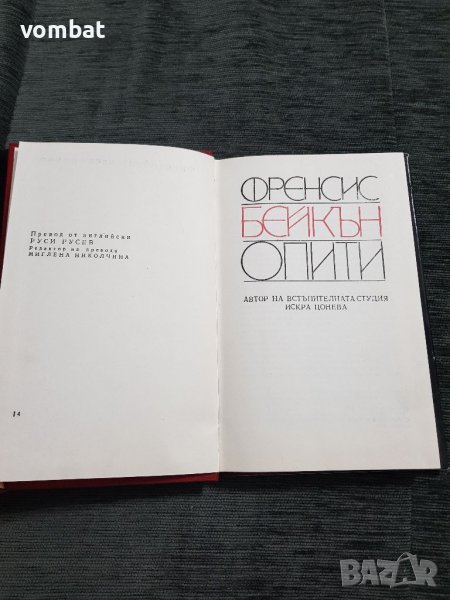 vombat
Превод от английски
РУСИ РУСЕВ
Редактор на превода
МИГЛЕНА НИКОЛЧИНА
14
ФРЕНСИС
БЕЙКЪН
ОПИТИ
АВТОР НА ВСТЪПИТЕЛНАТА СТУДИЯ
ИСКРА ЦОНЕВА
BAZAR